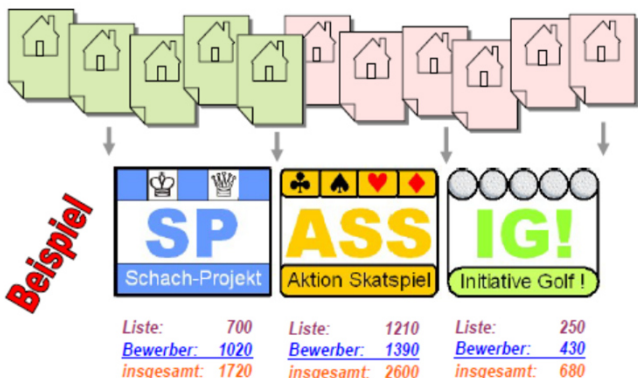 Beispiel
SP
Schach-Projekt
Liste: 700
Bewerber: 1020
insgesamt: 1720
ASS
Aktion Skatspiel
Liste: 1210
Bewerber: 1390
insgesamt: 2600
IG!
Initiative Golf !
Liste: 250
Bewerber: 430
insgesamt: 680